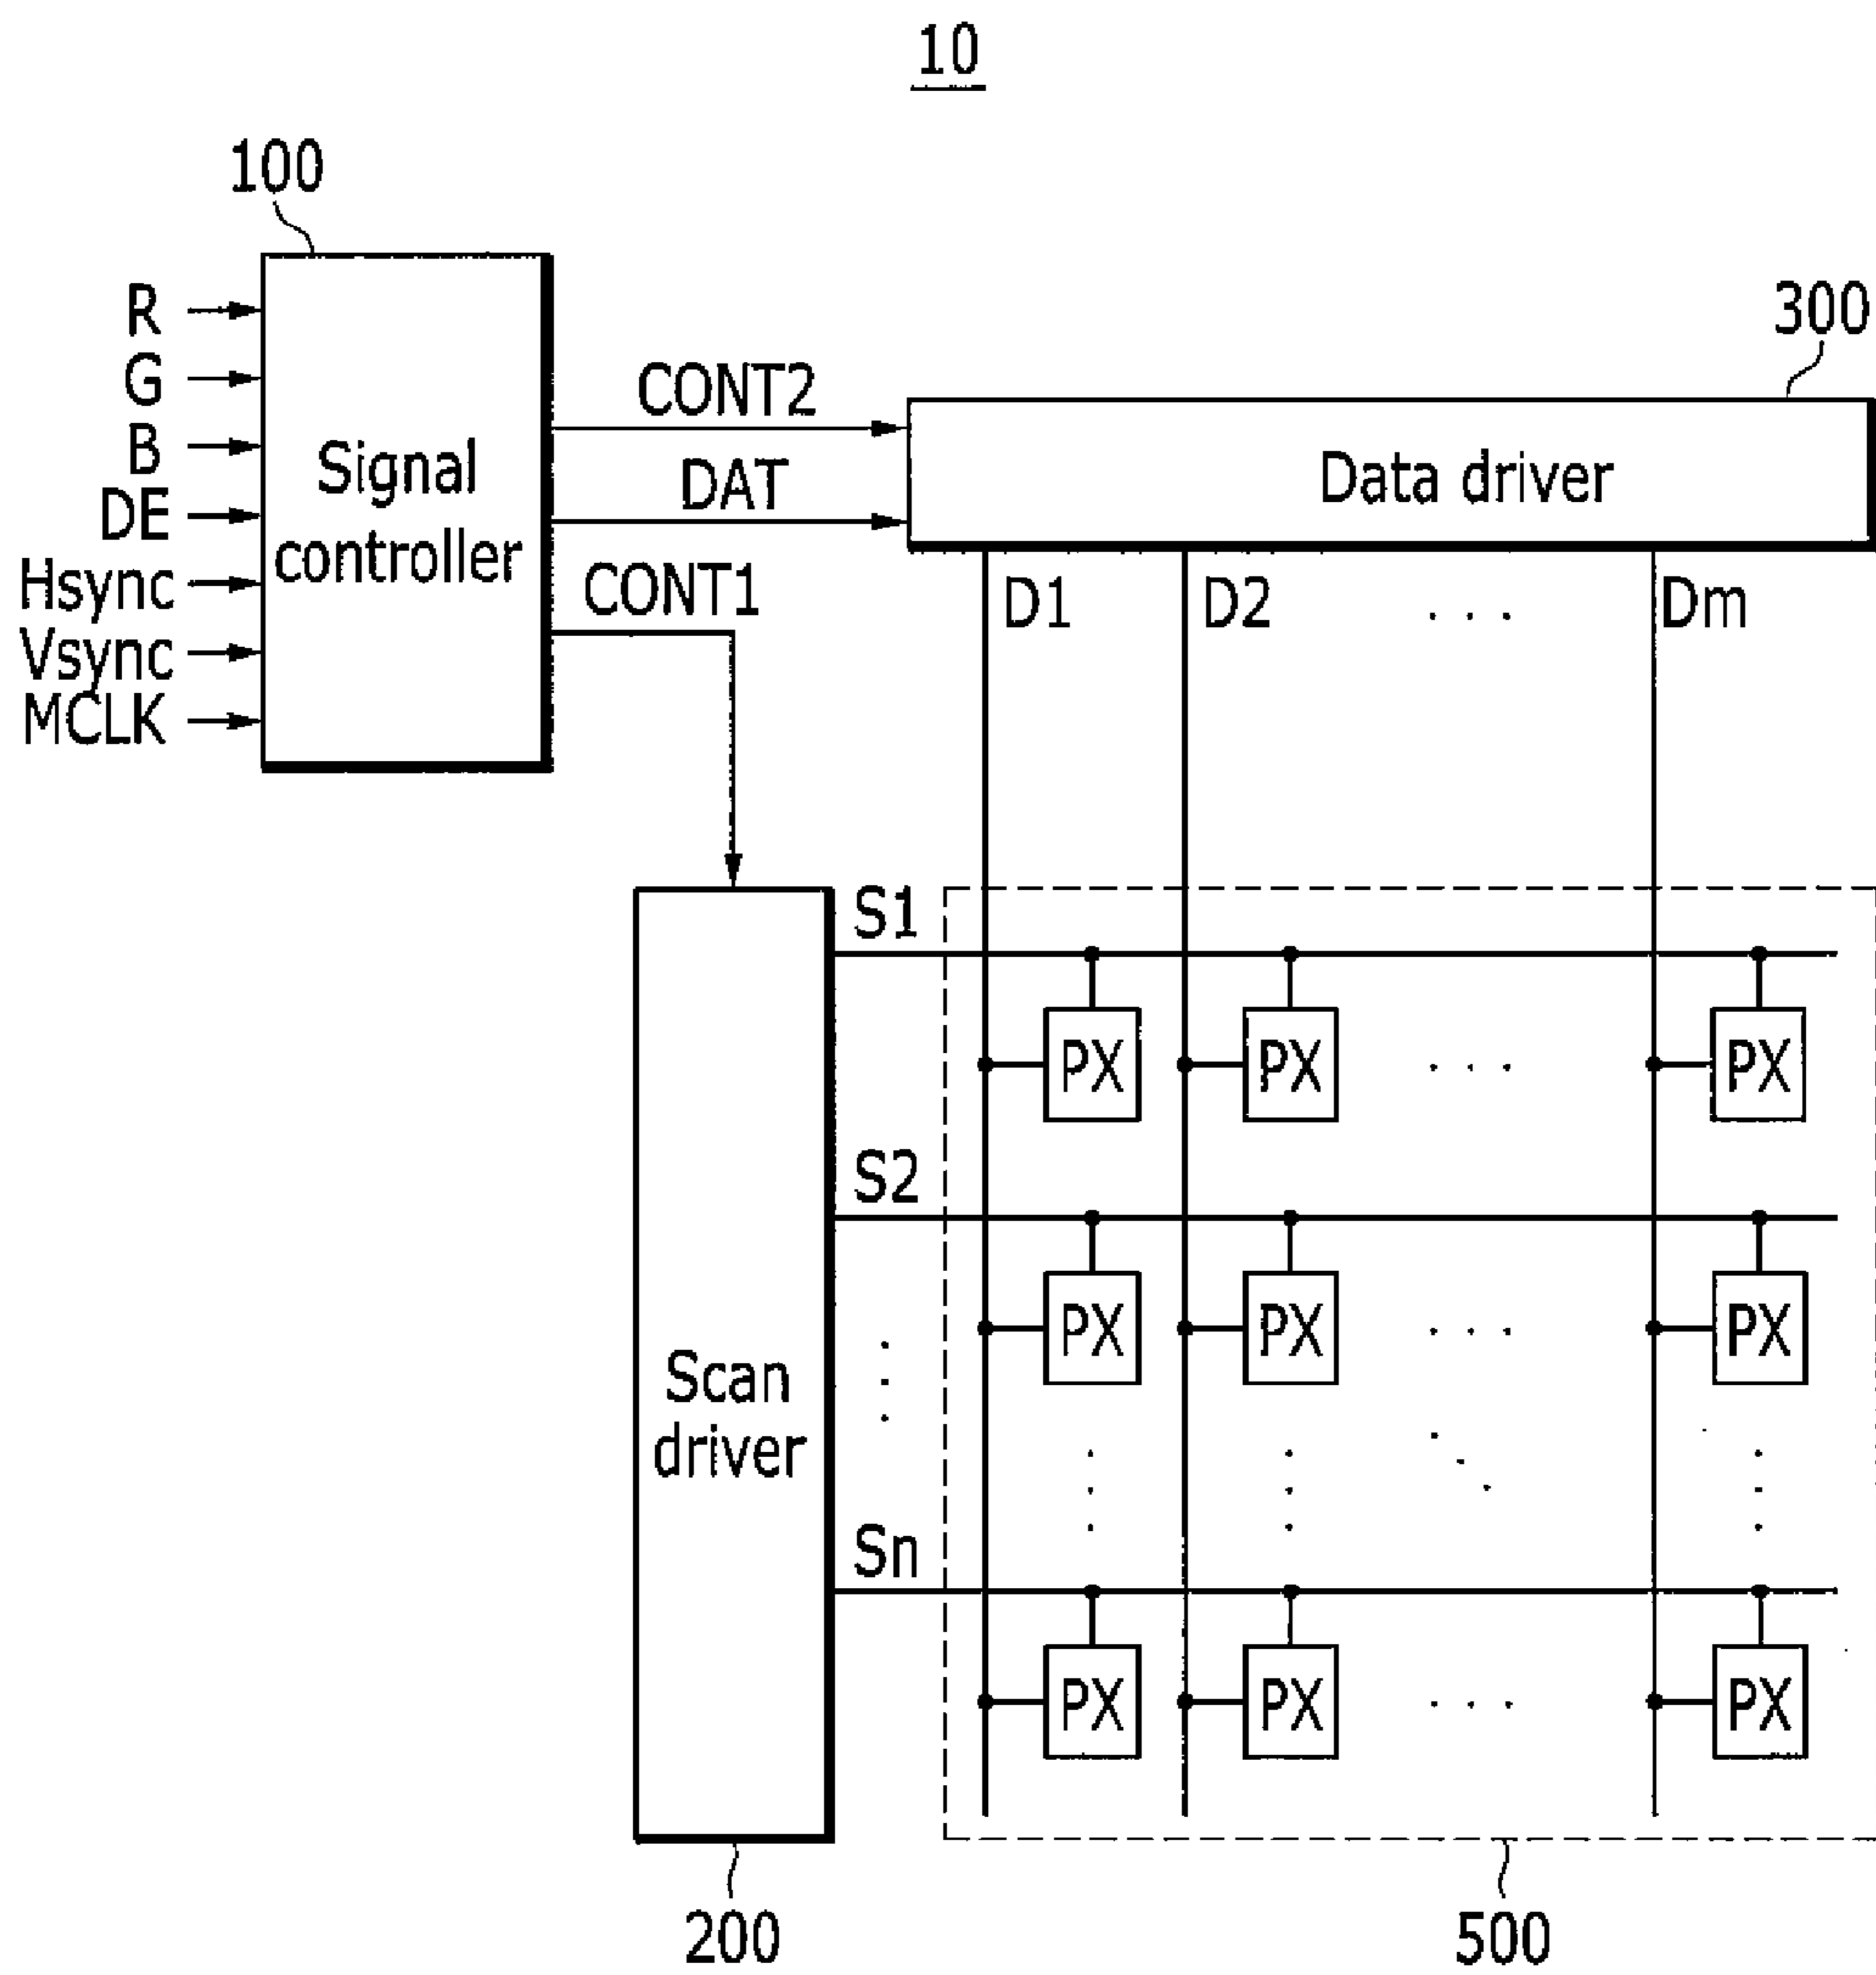 10
100
R
G
B
DE
Hsync
Vsync
MCLK
Signal
controller
CONT2
DAT
CONT1
300
Data driver
D1 D2 . . . Dm
S1
PX PX . . . PX
S2
PX PX . . . PX
Scan
driver
Sn
PX PX . . . PX
200
500